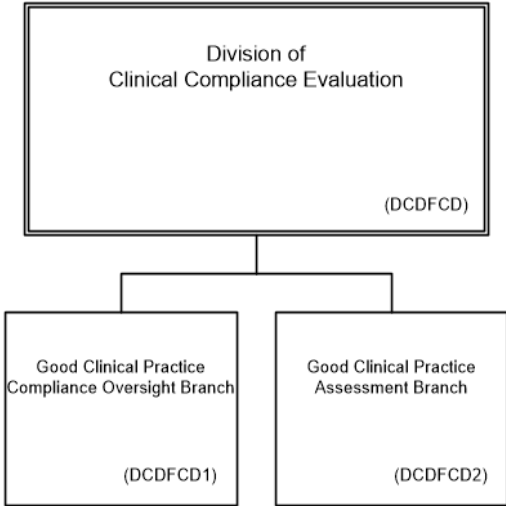 Division of
Clinical Compliance Evaluation
(DCDFCD)
Good Clinical Practice
Compliance Oversight Branch
(DCDFCD1)
Good Clinical Practice
Assessment Branch
(DCDFCD2)